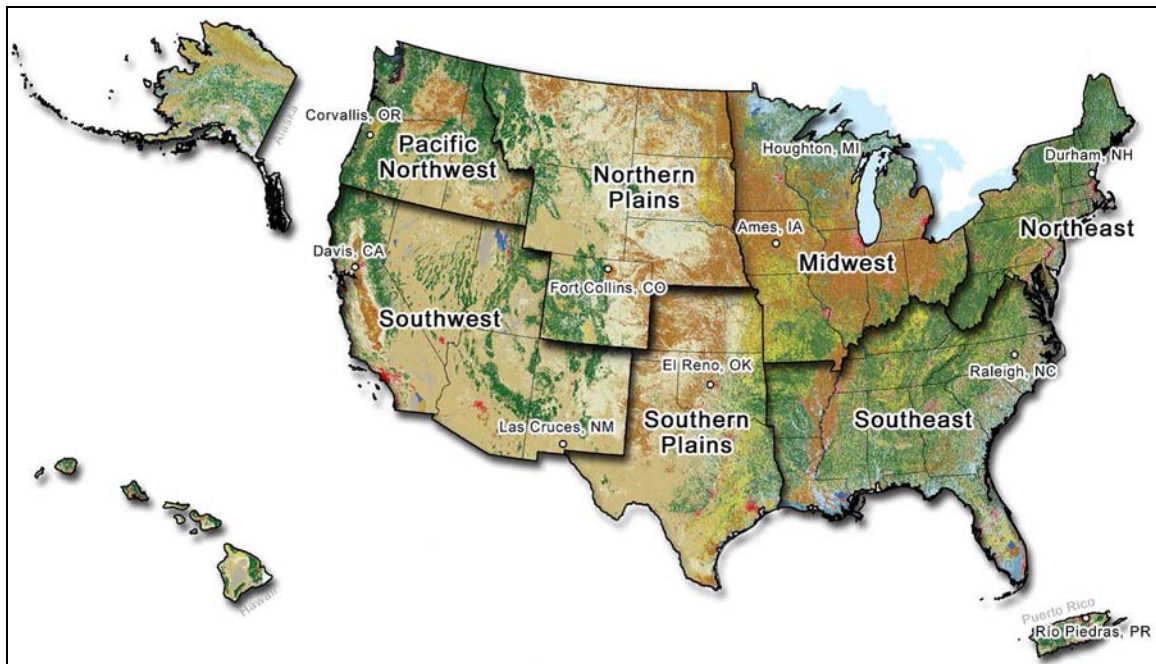 Alaska
Corvallis, OR
Pacific
Northwest
Northern
Plains
Houghton, MI
Durham, NH
Northeast
Ames, IA
Midwest
Davis, CA
Fort Collins, CO
Southwest
El Reno, OK
Raleigh, NC
Southern
Plains
Southeast
Las Cruces, NM
Hawaii
Puerto Rico
Río Piedras, PR